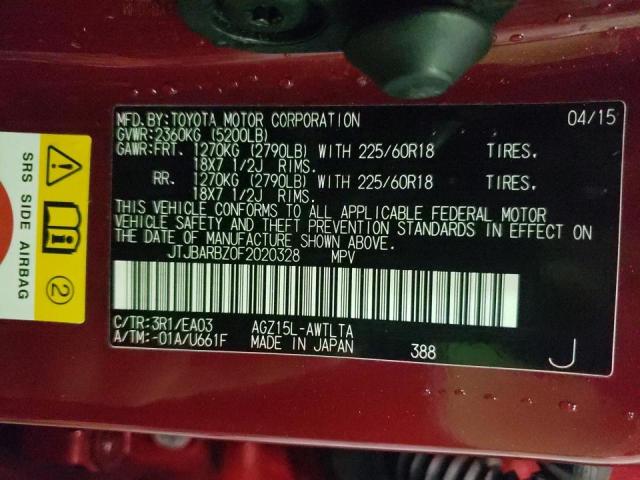 MFD.BY:TOYOTA MOTOR CORPORATION 04/15
GVWR:2360KG (5200LB)
GAWR:FRT. 1270KG (2790LB) WITH 225/60R18 TIRES.
18X7 1/2J RIMS.
RR. 1270KG (2790LB) WITH 225/60R18 TIRES.
18X7 1/2J RIMS.
THIS VEHICLE CONFORMS TO ALL APPLICABLE FEDERAL MOTOR
VEHICLE SAFETY AND THEFT PREVENTION STANDARDS IN EFFECT ON
THE DATE OF MANUFACTURE SHOWN ABOVE.
JTJBARBZ0F2020328 MPV
C/TR:3R1/EA03 AGZ15L-AWTLTA
A/TM:-01A/U661F MADE IN JAPAN 388 J
SRS SIDE AIRBAG
2